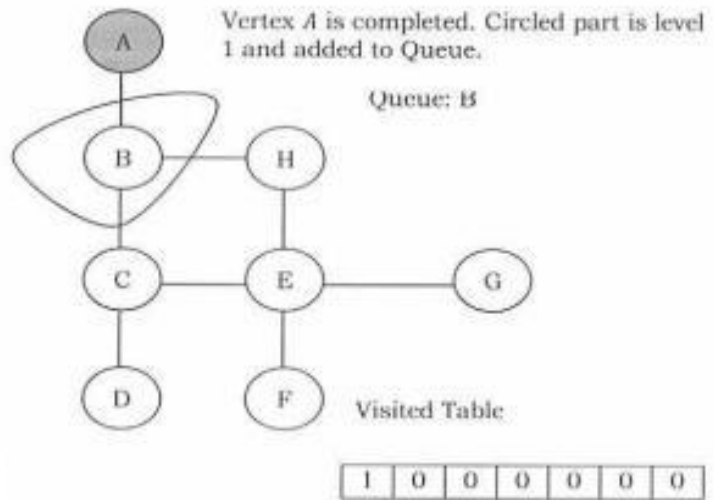 Vertex A is completed. Circled part is level
1 and added to Queue.
A
Queue: B
B H
C E G
D F
Visited Table
1 0 0 0 0 0 0 0